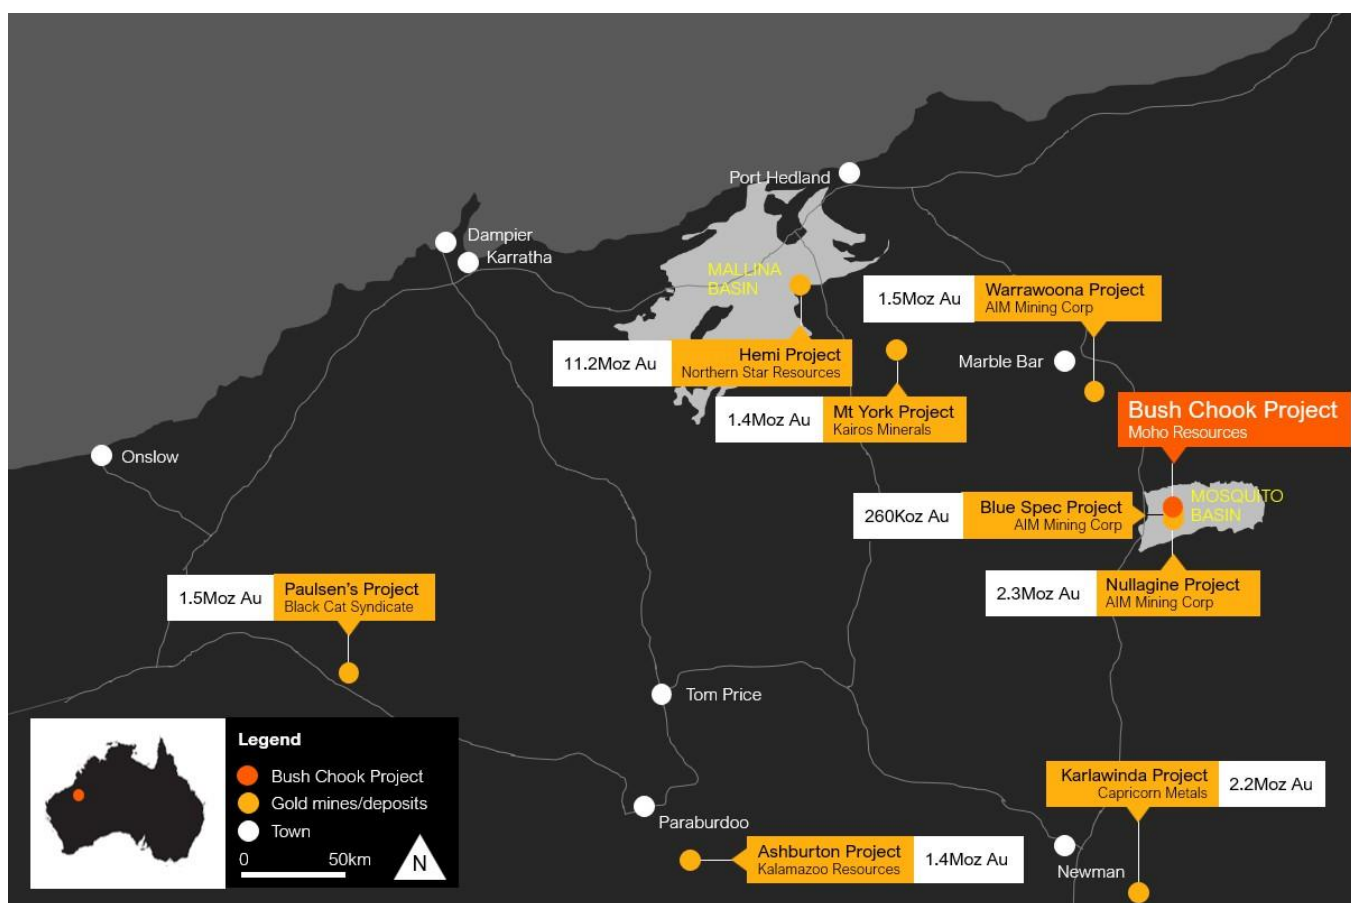 Port Hedland
Dampier
Karratha
MALLINA
BASIN
1.5Moz Au
Warrawoona Project
AIM Mining Corp
11.2Moz Au
Hemi Project
Northern Star Resources
Marble Bar
1.4Moz Au
Mt York Project
Kairos Minerals
Bush Chook Project
Moho Resources
Onslow
260Koz Au
Blue Spec Project
AIM Mining Corp
MOSQUITO
BASIN
1.5Moz Au
Paulsen's Project
Black Cat Syndicate
2.3Moz Au
Nullagine Project
AIM Mining Corp
Tom Price
Legend
Bush Chook Project
Gold mines/deposits
Town
0 50km
N
Karlawinda Project
Capricorn Metals
2.2Moz Au
Paraburdoo
Ashburton Project
Kalamazoo Resources
1.4Moz Au
Newman